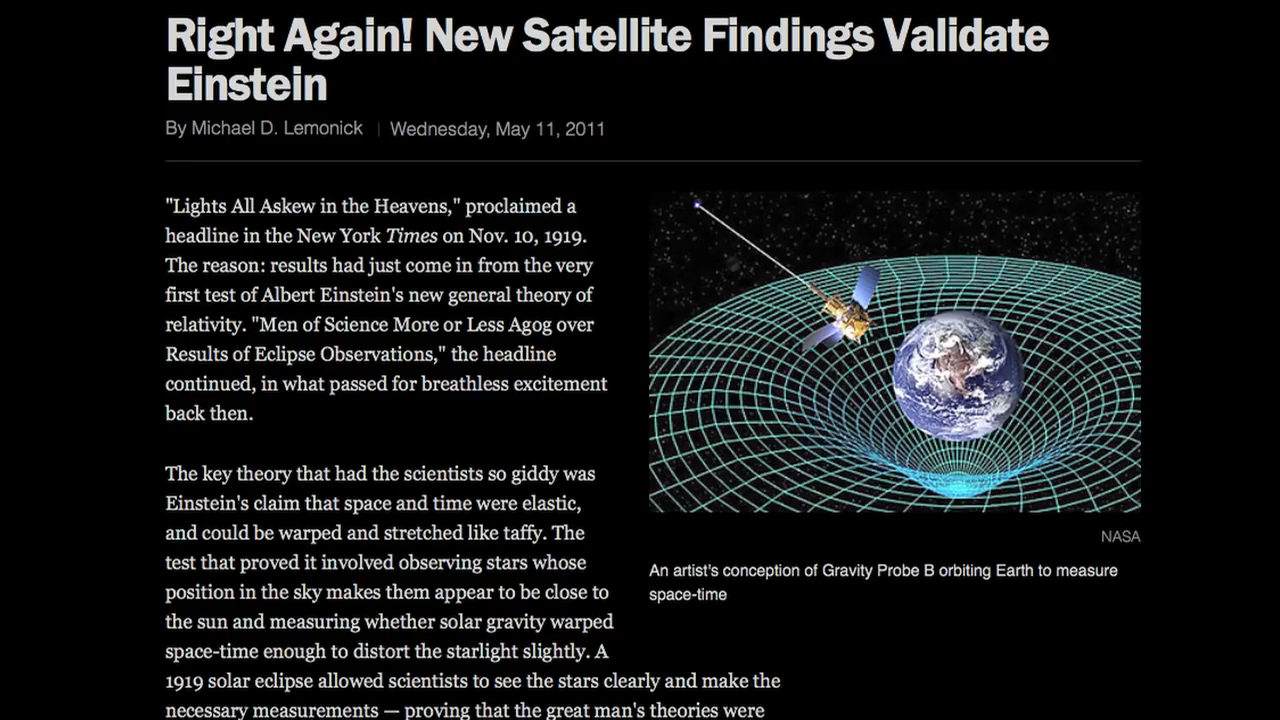 Right Again! New Satellite Findings Validate
Einstein
By Michael D. Lemonick | Wednesday, May 11, 2011
"Lights All Askew in the Heavens," proclaimed a
headline in the New York Times on Nov. 10, 1919.
The reason: results had just come in from the very
first test of Albert Einstein's new general theory of
relativity. "Men of Science More or Less Agog over
Results of Eclipse Observations," the headline
continued, in what passed for breathless excitement
back then.
The key theory that had the scientists so giddy was
Einstein's claim that space and time were elastic,
and could be warped and stretched like taffy. The
test that proved it involved observing stars whose
position in the sky makes them appear to be close to
the sun and measuring whether solar gravity warped
space-time enough to distort the starlight slightly. A
1919 solar eclipse allowed scientists to see the stars clearly and make the
necessary measurements — proving that the great man's theories were
NASA
An artist's conception of Gravity Probe B orbiting Earth to measure
space-time